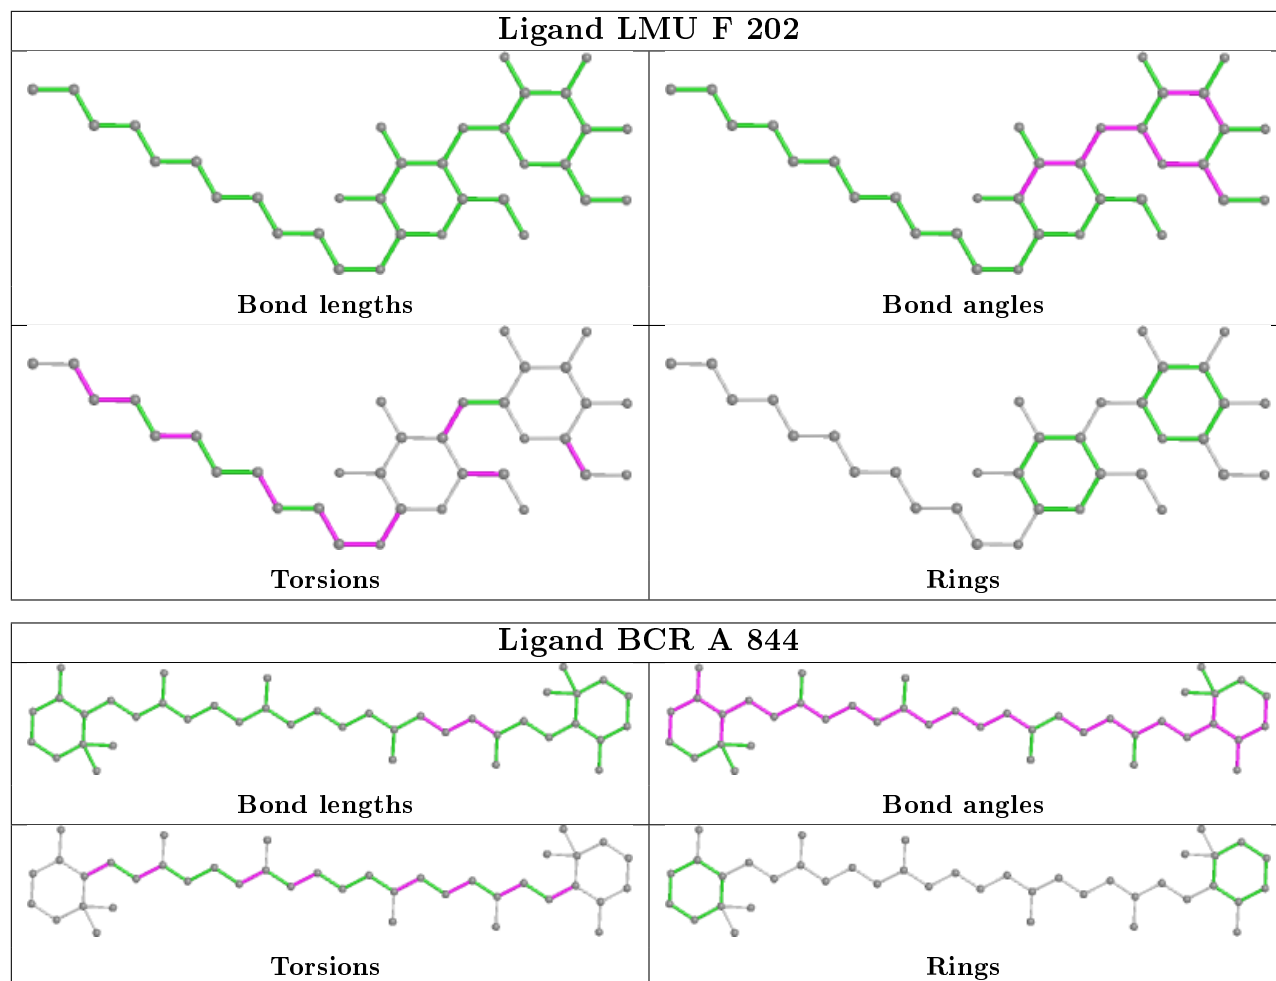 Ligand LMU F 202
Bond lengths
Bond angles
Torsions
Rings
Ligand BCR A 844
Bond lengths
Bond angles
Torsions
Rings